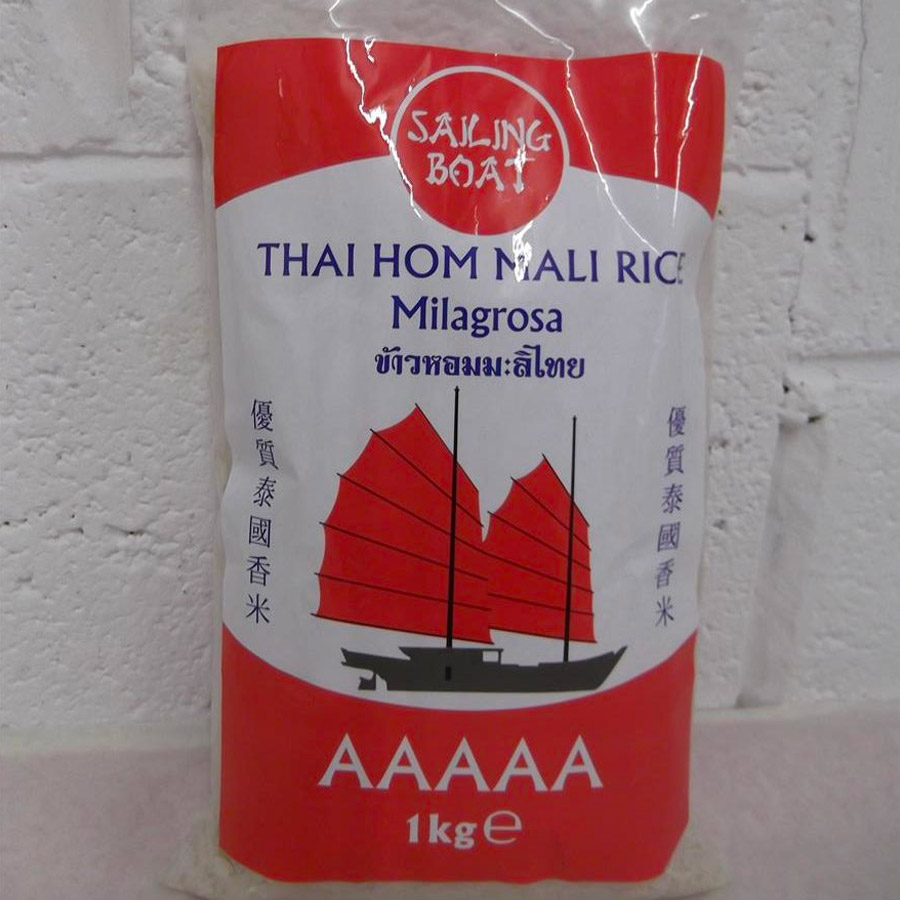 SAILING
BOAT
THAI HOM MALI RICE
Milagrosa
ข้าวหอมมะลิไทย
優質泰國香米
優質泰國香米
AAAAA
1kg ℮